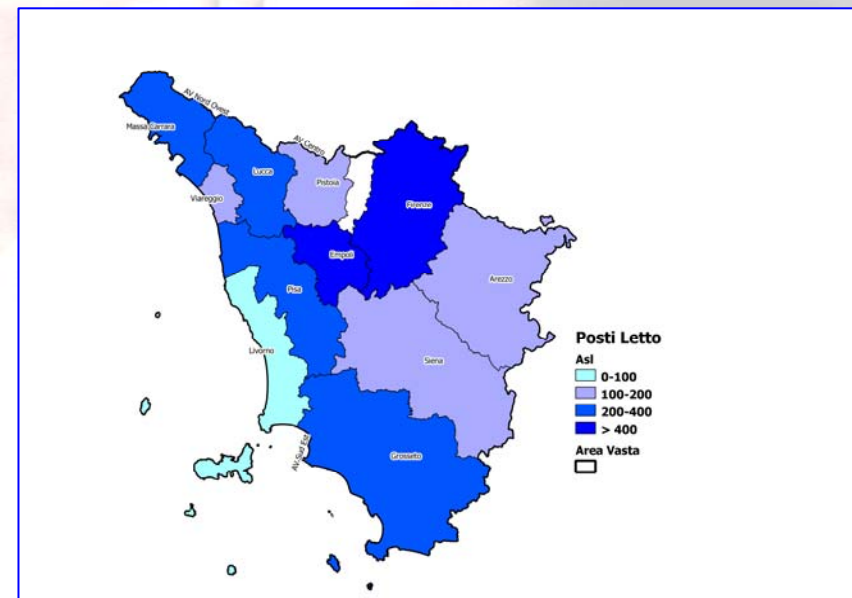 AV Nord Ovest
Massa Carrara
AV Centro
Lucca
Pistoia
Viareggio
Firenze
Empoli
Arezzo
Pisa
Livorno
Siena
AV-Sud Est
Grosseto
Posti Letto
Asl
0-100
100-200
200-400
> 400
Area Vasta